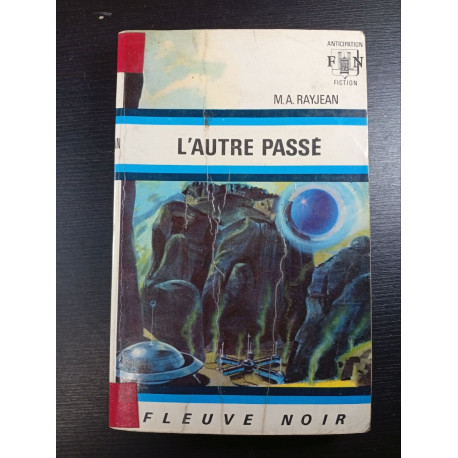 ANTICIPATION
F N
FICTION
M.A. RAYJEAN
L'AUTRE PASSÉ
N
FLEUVE NOIR